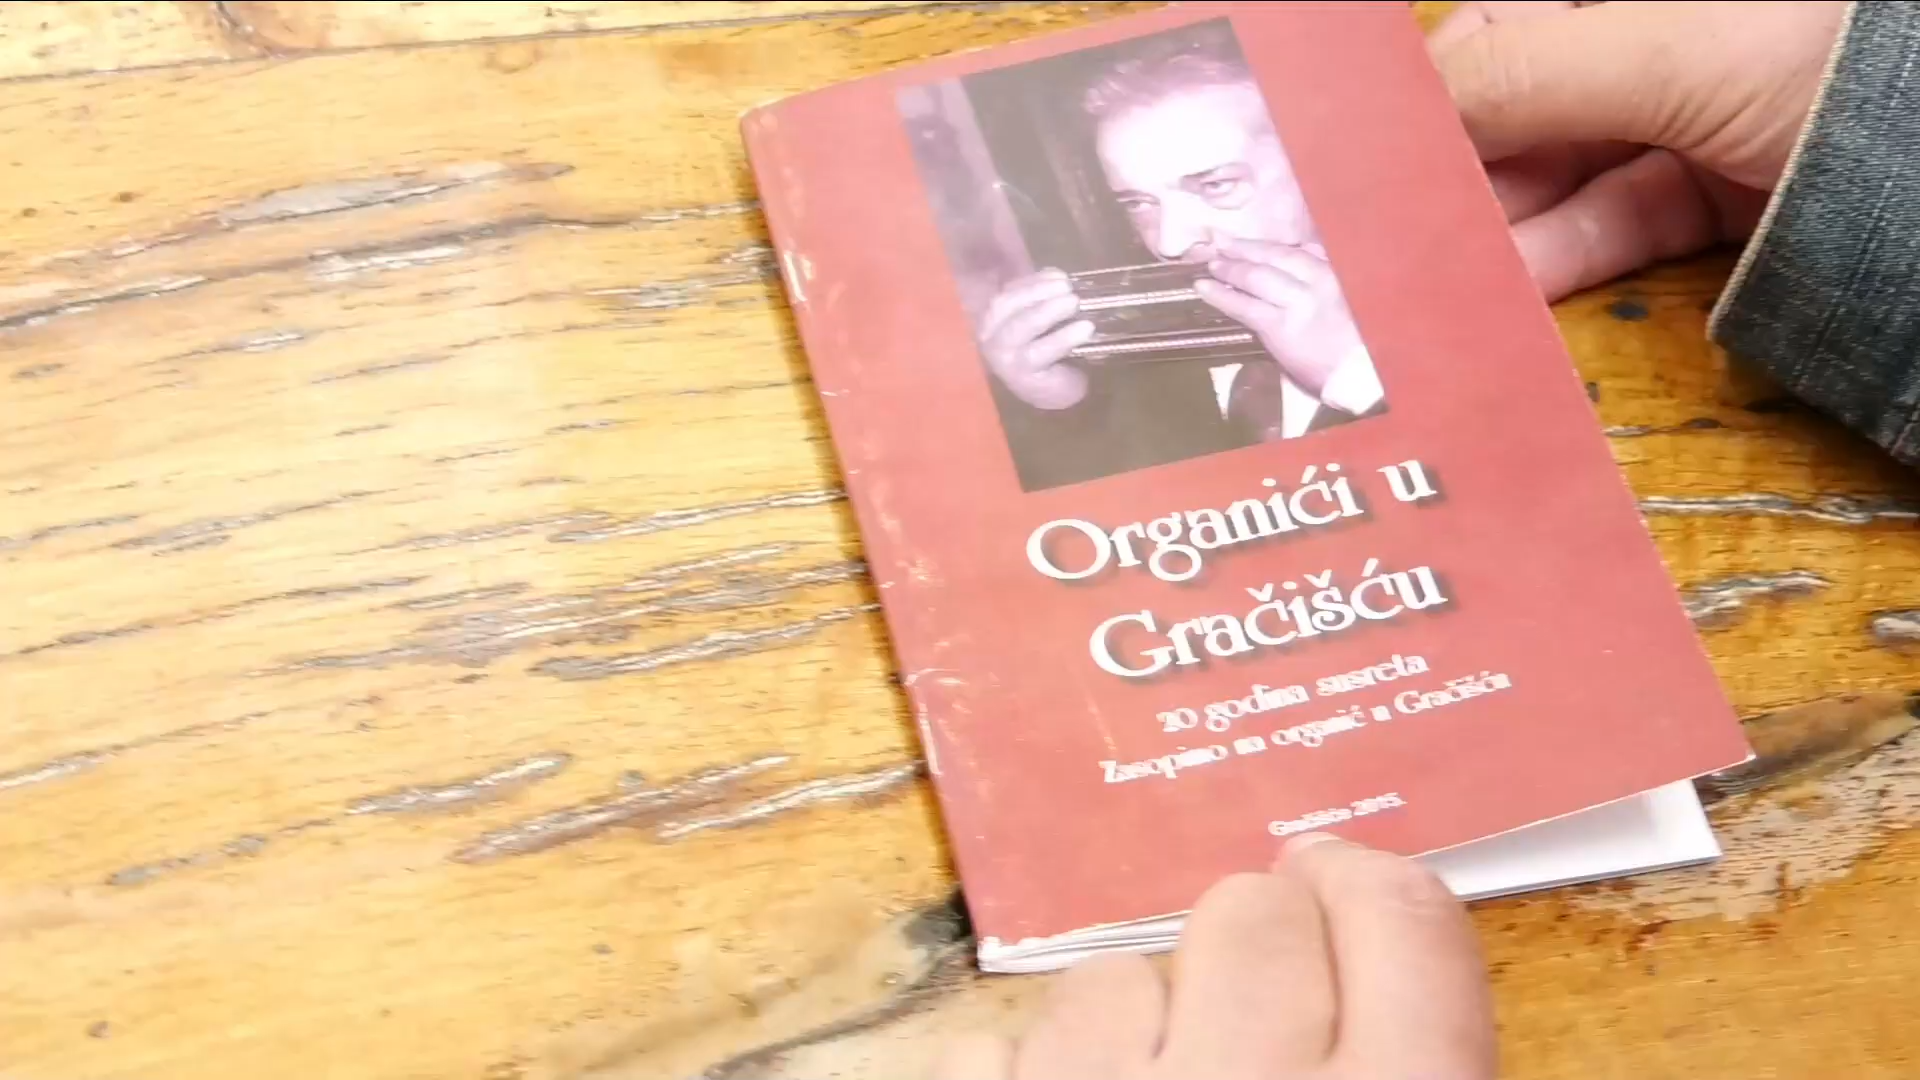 Organići u
Gračišću
20 godina susreta
Zasopimo na organić u Gračišću
Gračišće 2015.